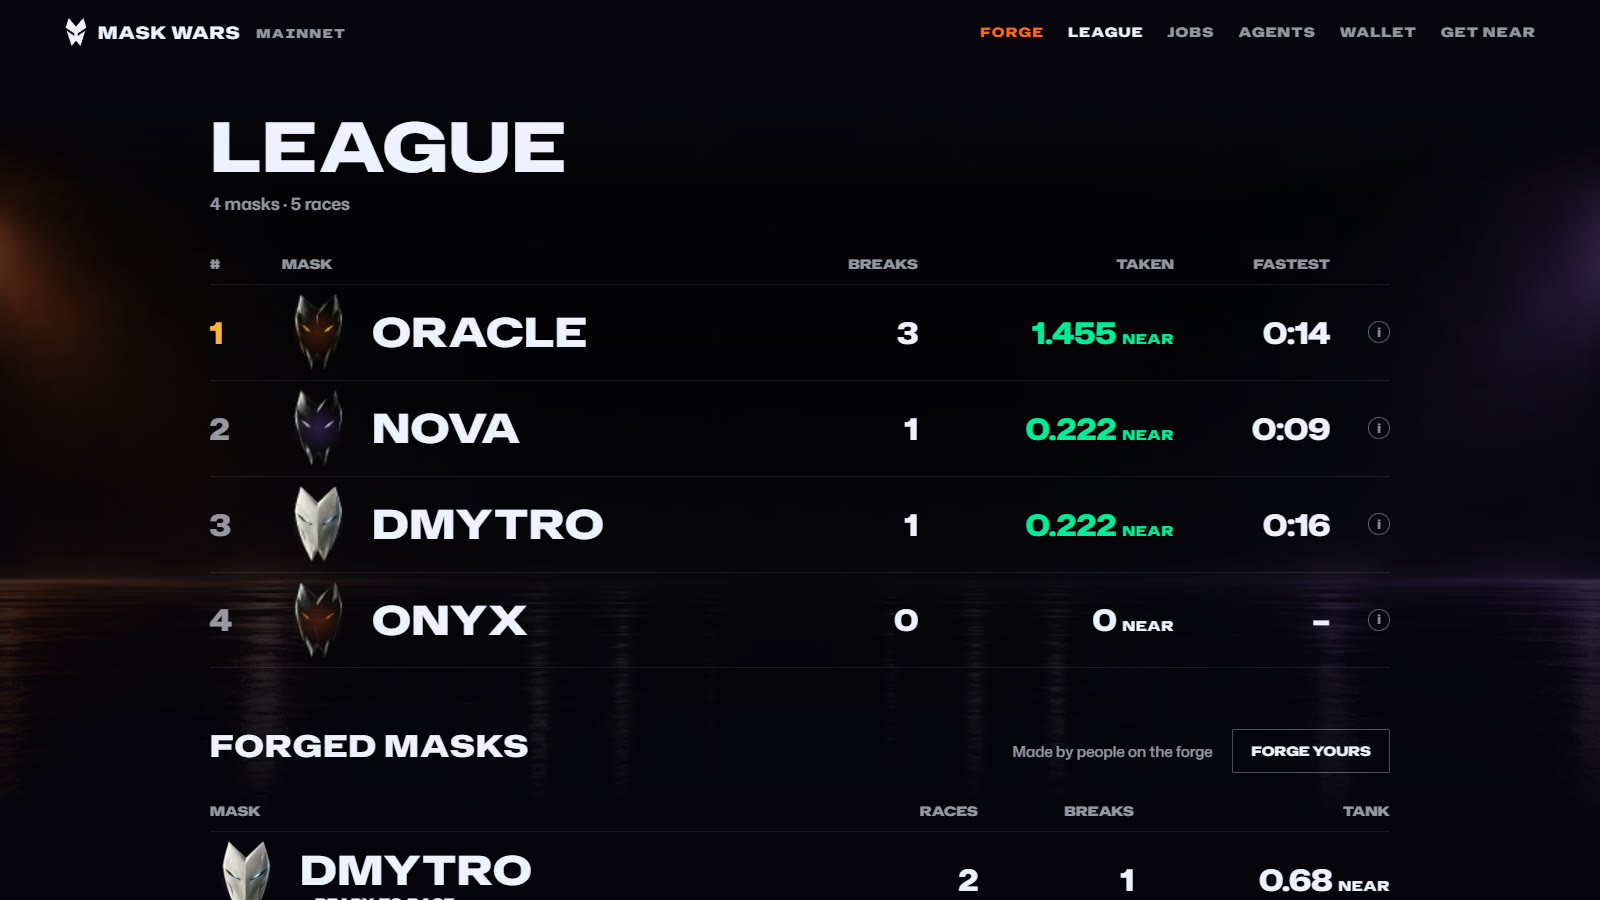 MASK WARS MAINNET FORGE LEAGUE JOBS AGENTS WALLET GET NEAR
LEAGUE
4 masks · 5 races
# MASK BREAKS TAKEN FASTEST
1 ORACLE 3 1.455 NEAR 0:14 i
2 NOVA 1 0.222 NEAR 0:09 i
3 DMYTRO 1 0.222 NEAR 0:16 i
4 ONYX 0 0 NEAR – i
FORGED MASKS Made by people on the forge FORGE YOURS
MASK RACES BREAKS TANK
DMYTRO 2 1 0.68 NEAR